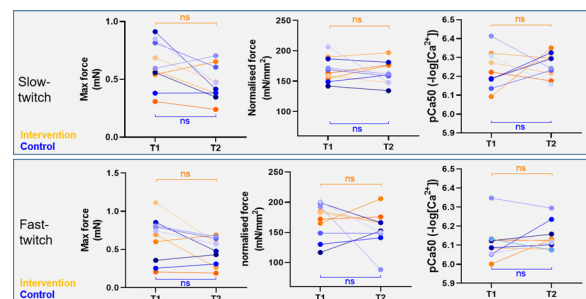 Slow-
twitch
Intervention
Control
Max force
(mN)
1.0
0.5
0.0
ns
ns
T1 T2
Normalised force
(mN/mm²)
250
200
150
100
ns
ns
T1 T2
pCa50 (-log[Ca²⁺])
6.5
6.4
6.3
6.2
6.1
6.0
5.9
ns
ns
T1 T2
Fast-
twitch
Intervention
Control
Max force
(mN)
1.5
1.0
0.5
0.0
ns
ns
T1 T2
normalised force
(mN/mm²)
250
200
150
100
ns
ns
T1 T2
pCa50 (-log[Ca²⁺])
6.5
6.4
6.3
6.2
6.1
6.0
5.9
ns
ns
T1 T2